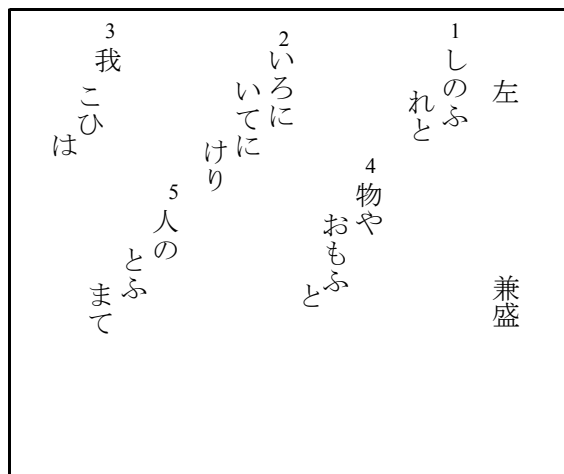 左 兼盛
1 しのふ
れと
2 いろに
いてに
けり
3 我
こひ
は
4 物や
おもふ
と
5 人の
とふ
まて